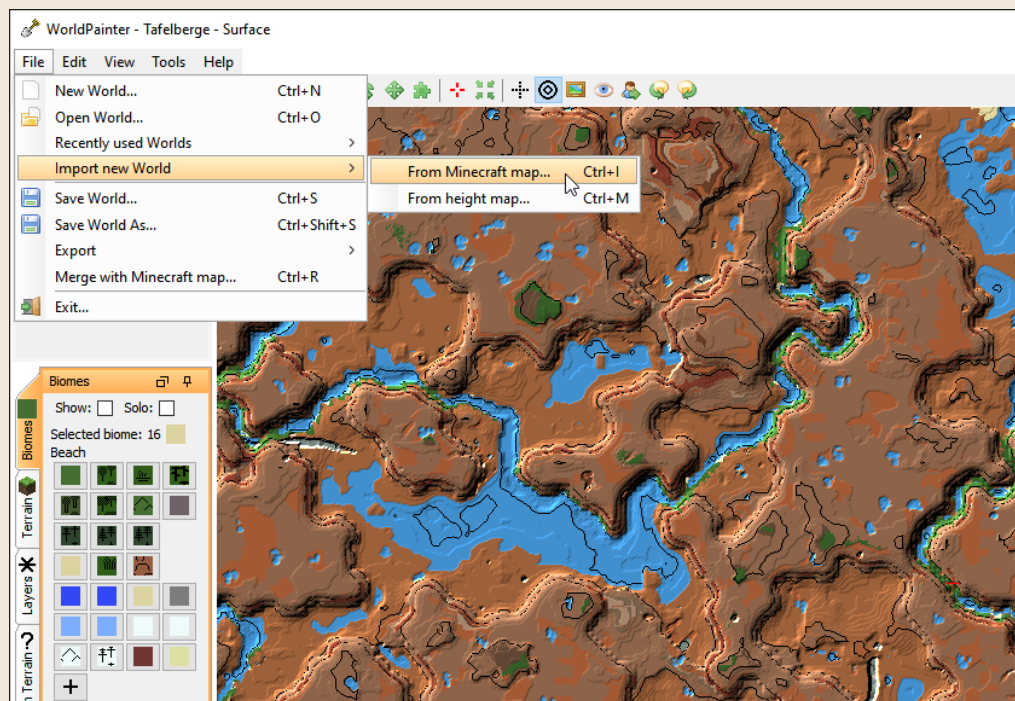 WorldPainter - Tafelberge - Surface
File Edit View Tools Help
New World... Ctrl+N
Open World... Ctrl+O
Recently used Worlds
Import new World
From Minecraft map... Ctrl+I
From height map... Ctrl+M
Save World... Ctrl+S
Save World As... Ctrl+Shift+S
Export
Merge with Minecraft map... Ctrl+R
Exit...
Biomes
Show: Solo:
Selected biome: 16
Beach
Biomes
Terrain
Layers
Terrain